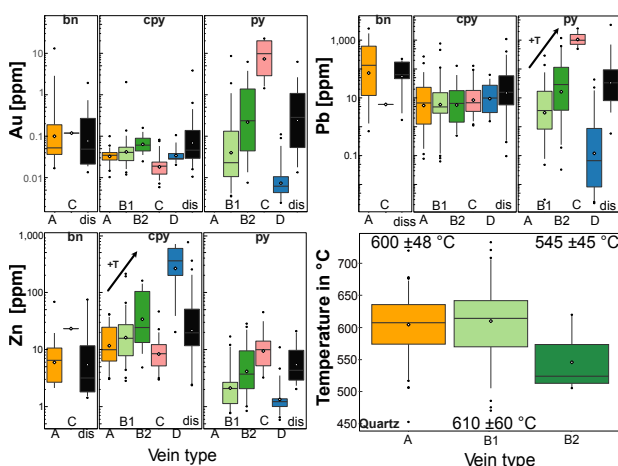 bn cpy py
Au [ppm]
10
1
0.10
0.01
A C dis A B1 B2 C D dis A B1 B2 C D dis
bn cpy py
+T
Pb [ppm]
1,000
10
0.1
A C diss A B1 B2 C D dis A B1 B2 C D dis
bn cpy py
+T
Zn [ppm]
100
10
1
A C dis A B1 B2 C D dis A B1 B2 C D dis
Vein type
600 ±48 °C 545 ±45 °C
Temperature in °C
700
650
600
550
500
450
Quartz 610 ±60 °C
A B1 B2
Vein type